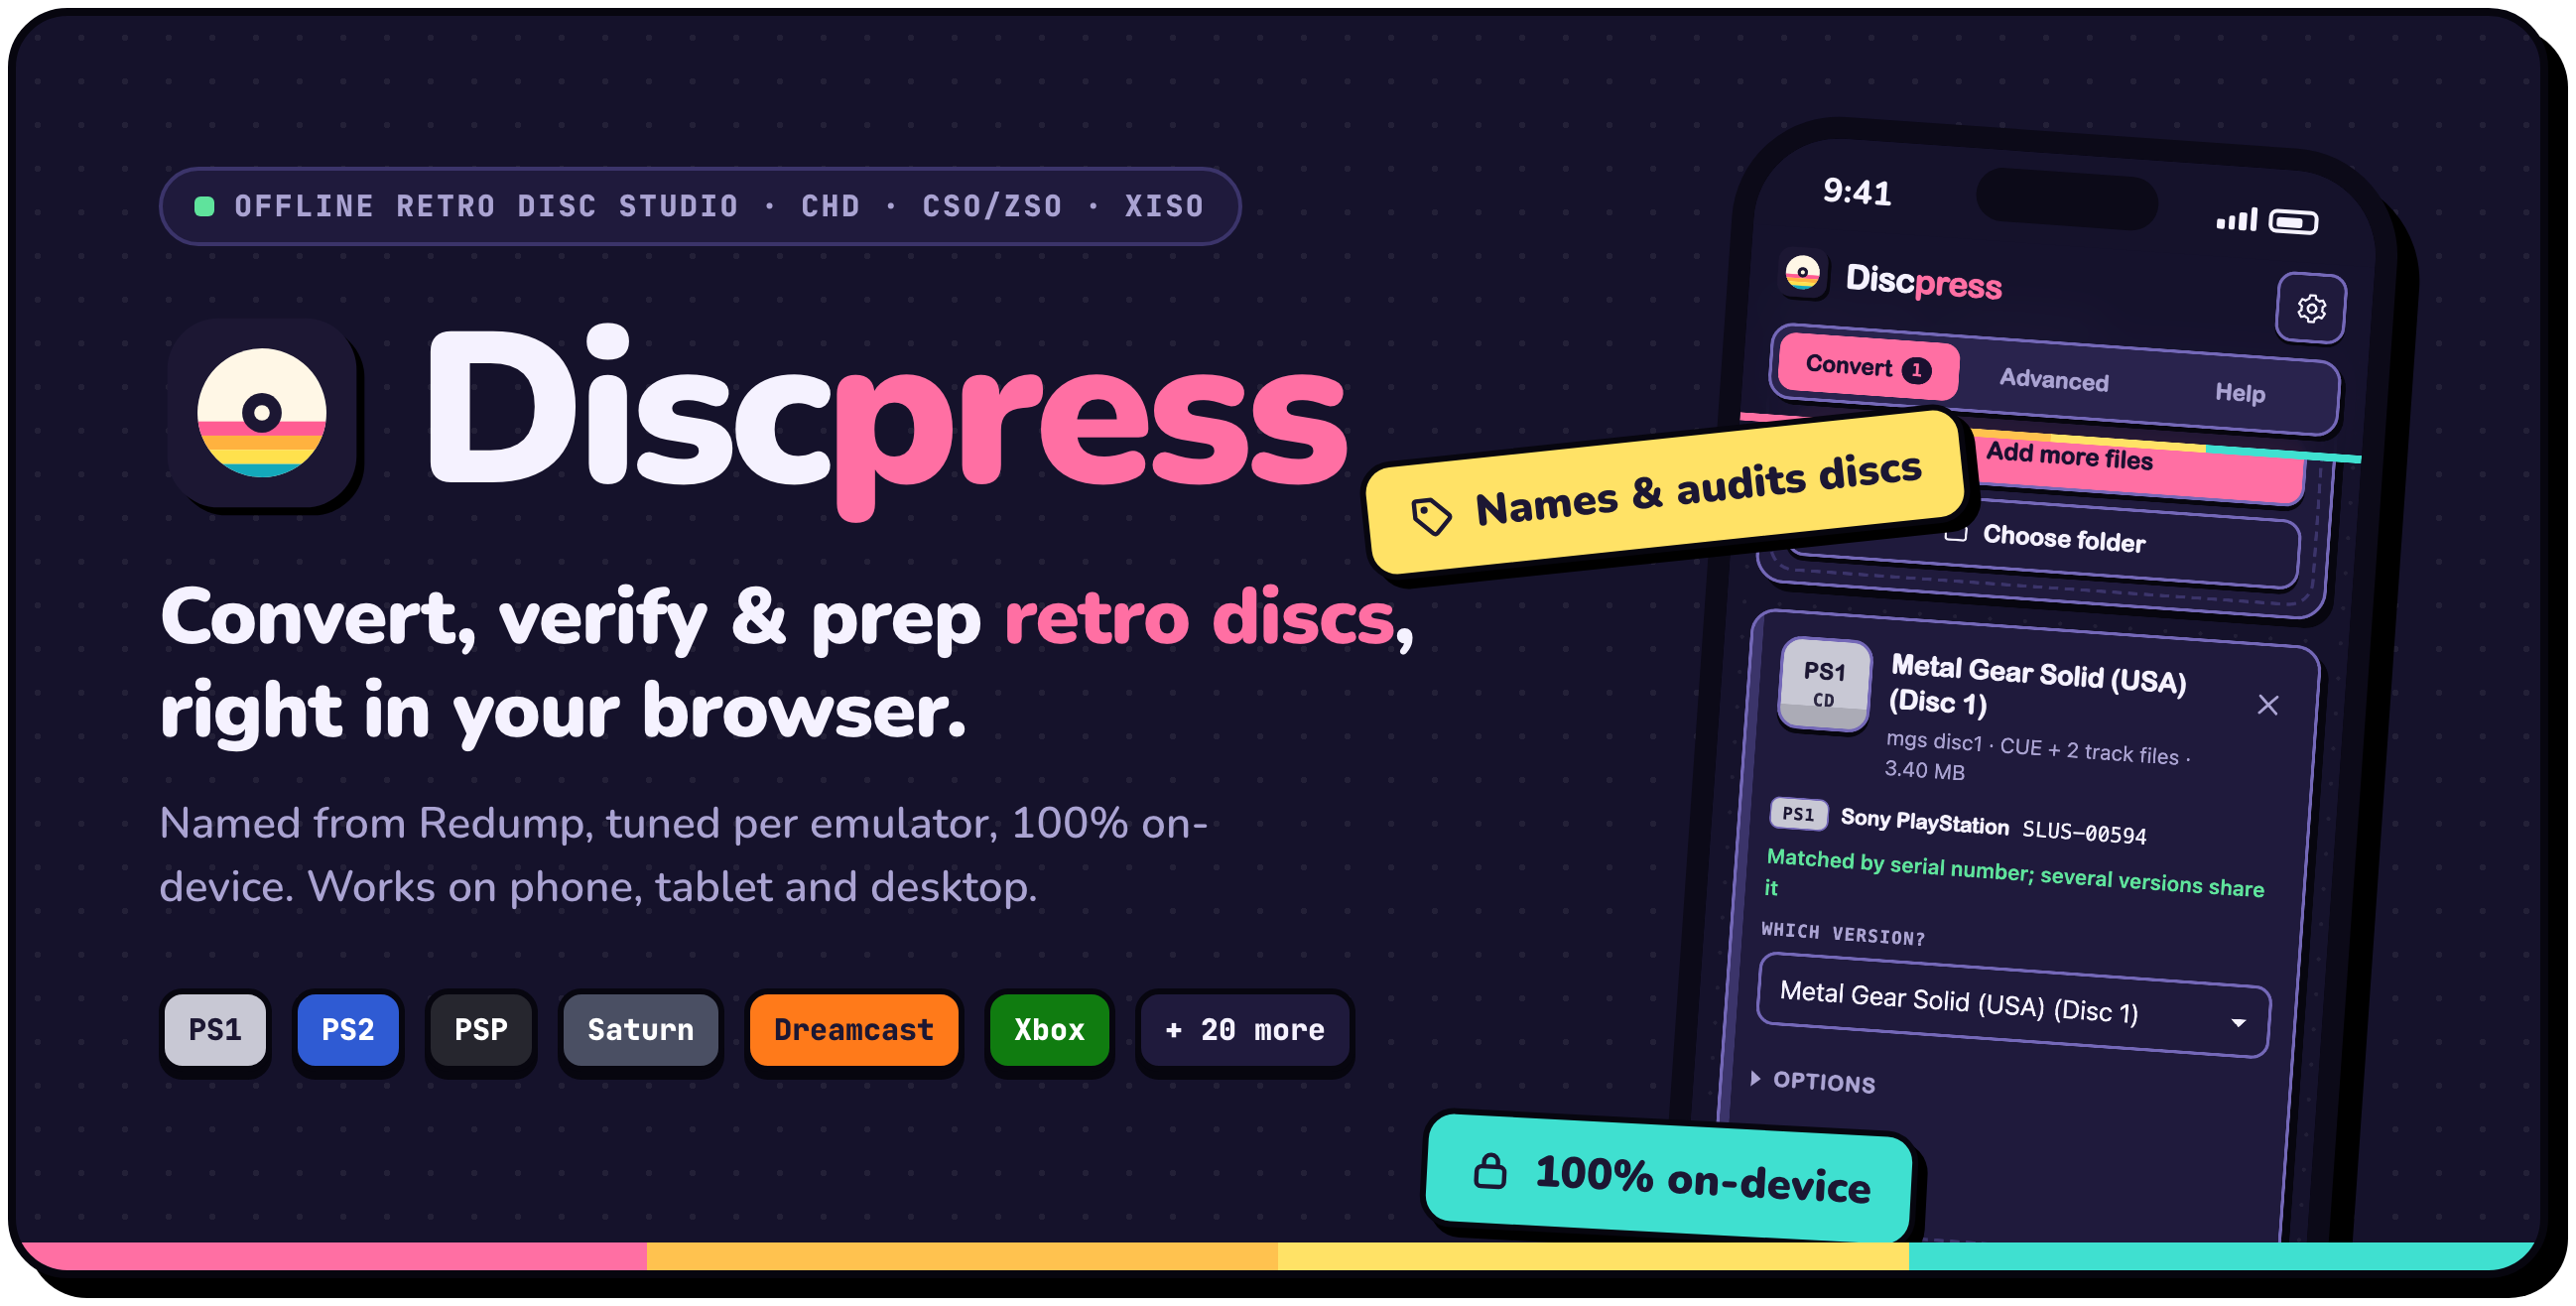 OFFLINE RETRO DISC STUDIO · CHD · CSO/ZSO · XISO
Discpress
Convert, verify & prep retro discs,
right in your browser.
Named from Redump, tuned per emulator, 100% on-
device. Works on phone, tablet and desktop.
PS1 PS2 PSP Saturn Dreamcast Xbox + 20 more
Names & audits discs
100% on-device
9:41
Discpress
Convert 1 Advanced Help
Add more files
Choose folder
PS1
CD
Metal Gear Solid (USA)
(Disc 1)
mgs disc1 · CUE + 2 track files ·
3.40 MB
PS1 Sony PlayStation SLUS-00594
Matched by serial number; several versions share
it
WHICH VERSION?
Metal Gear Solid (USA) (Disc 1)
OPTIONS